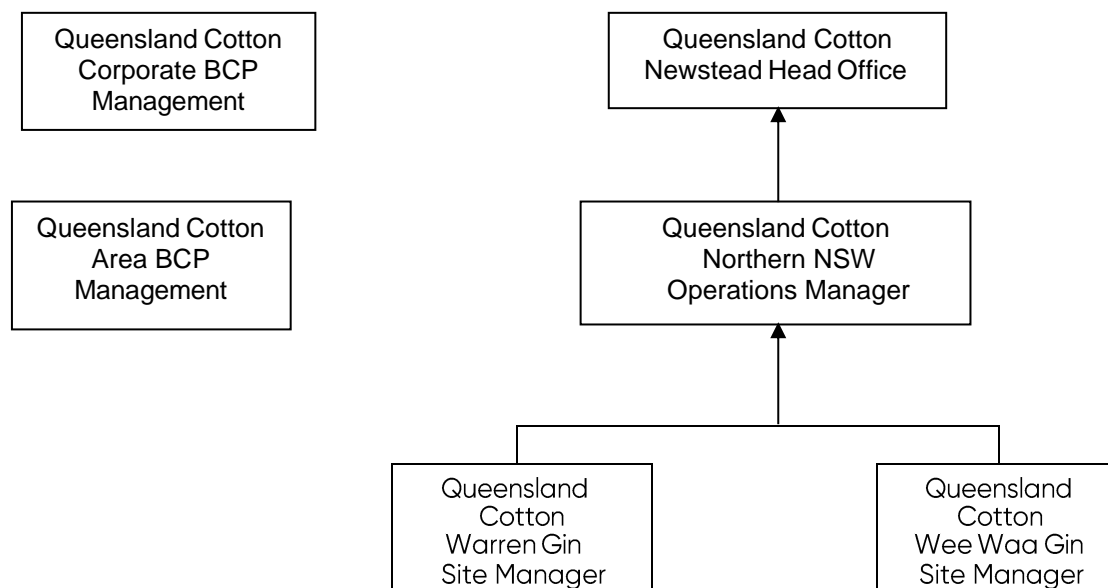 Queensland Cotton
Corporate BCP
Management
Queensland Cotton
Newstead Head Office
Queensland Cotton
Area BCP
Management
Queensland Cotton
Northern NSW
Operations Manager
Queensland
Cotton
Warren Gin
Site Manager
Queensland
Cotton
Wee Waa Gin
Site Manager